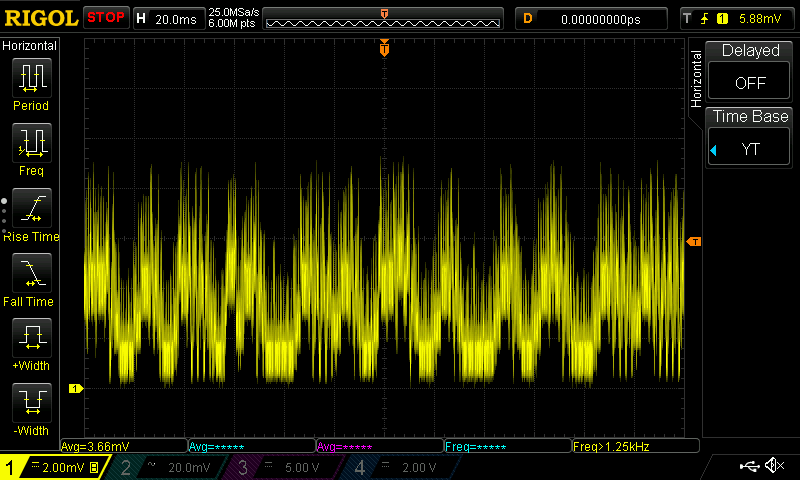 RIGOL STOP H 20.0ms 25.0MSa/s D 0.00000000ps T 1 5.88mV
6.00M pts
T
Horizontal
Period
Freq
Rise Time
Fall Time
+Width
-Width
T
T
1
Horizontal
Delayed
OFF
Time Base
YT
Avg=3.66mV Avg=***** Avg=***** Freq=***** Freq>1.25kHz
1 2.00mV B 2 20.0mV 3 5.00 V 4 2.00 V